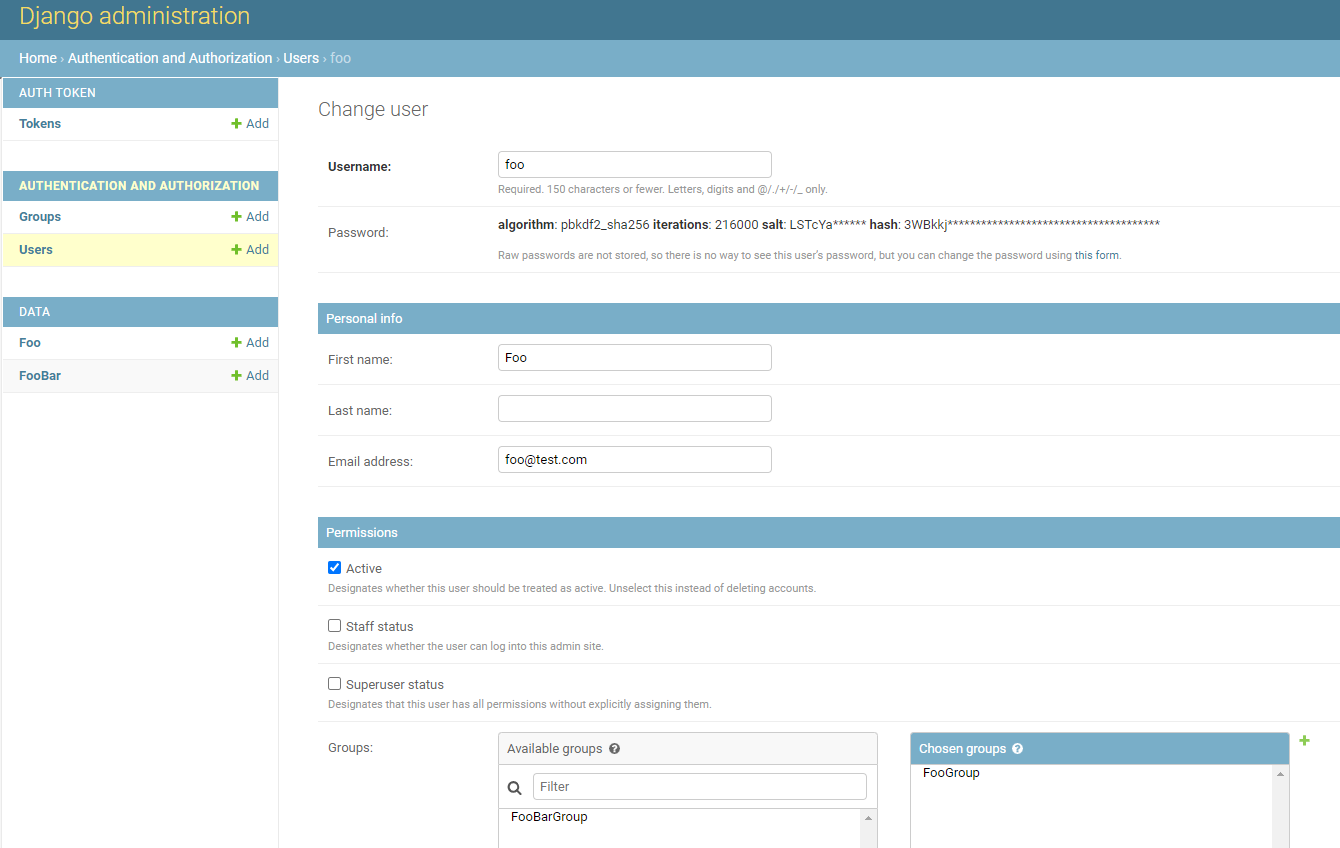 Django administration
Home › Authentication and Authorization › Users › foo
AUTH TOKEN
Tokens
Add
AUTHENTICATION AND AUTHORIZATION
Groups
Add
Users
Add
DATA
Foo
Add
FooBar
Add
Change user
Username:
foo
Required. 150 characters or fewer. Letters, digits and @/./+/-/_ only.
Password:
algorithm: pbkdf2_sha256 iterations: 216000 salt: LSTcYa****** hash: 3WBkkj**************************************
Raw passwords are not stored, so there is no way to see this user's password, but you can change the password using this form.
Personal info
First name:
Foo
Last name:
Email address:
foo@test.com
Permissions
Active
Designates whether this user should be treated as active. Unselect this instead of deleting accounts.
Staff status
Designates whether the user can log into this admin site.
Superuser status
Designates that this user has all permissions without explicitly assigning them.
Groups:
Available groups ?
Filter
FooBarGroup
Chosen groups ?
FooGroup